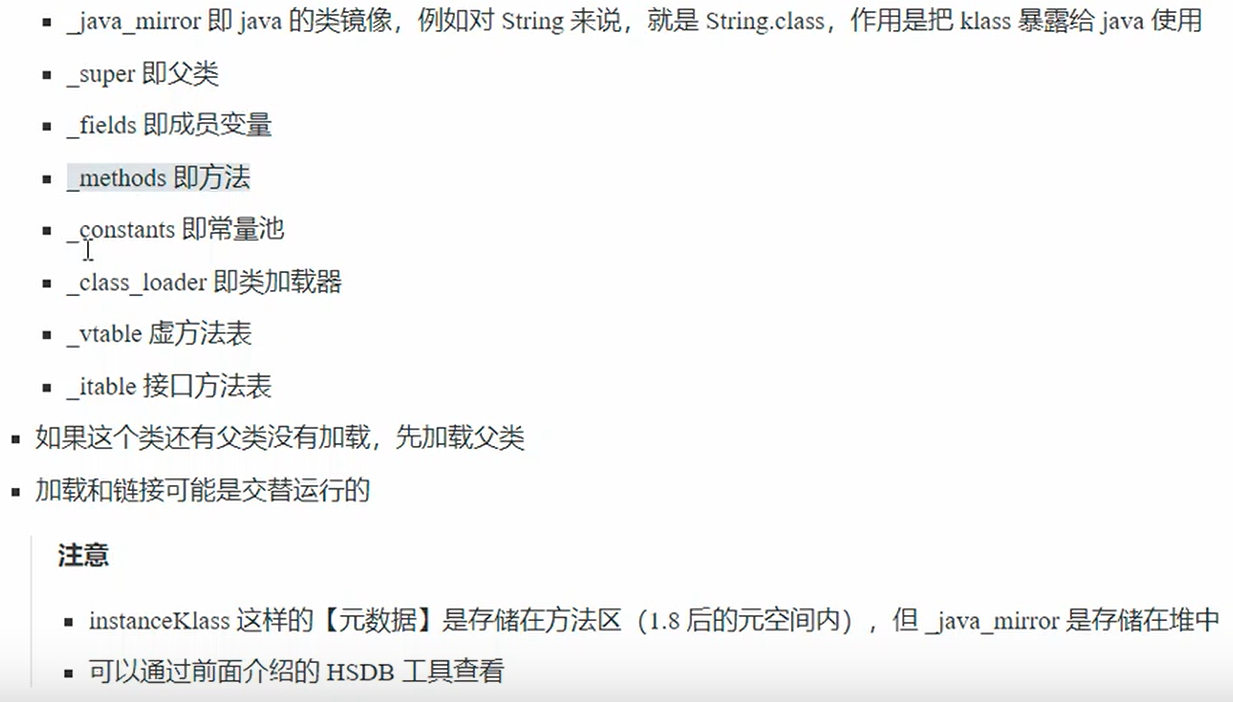 _java_mirror 即 java 的类镜像，例如对 String 来说，就是 String.class，作用是把 klass 暴露给 java 使用
_super 即父类
_fields 即成员变量
_methods 即方法
_constants 即常量池
_class_loader 即类加载器
_vtable 虚方法表
_itable 接口方法表
如果这个类还有父类没有加载，先加载父类
加载和链接可能是交替运行的
注意
instanceKlass 这样的【元数据】是存储在方法区（1.8 后的元空间内），但 _java_mirror 是存储在堆中
可以通过前面介绍的 HSDB 工具查看